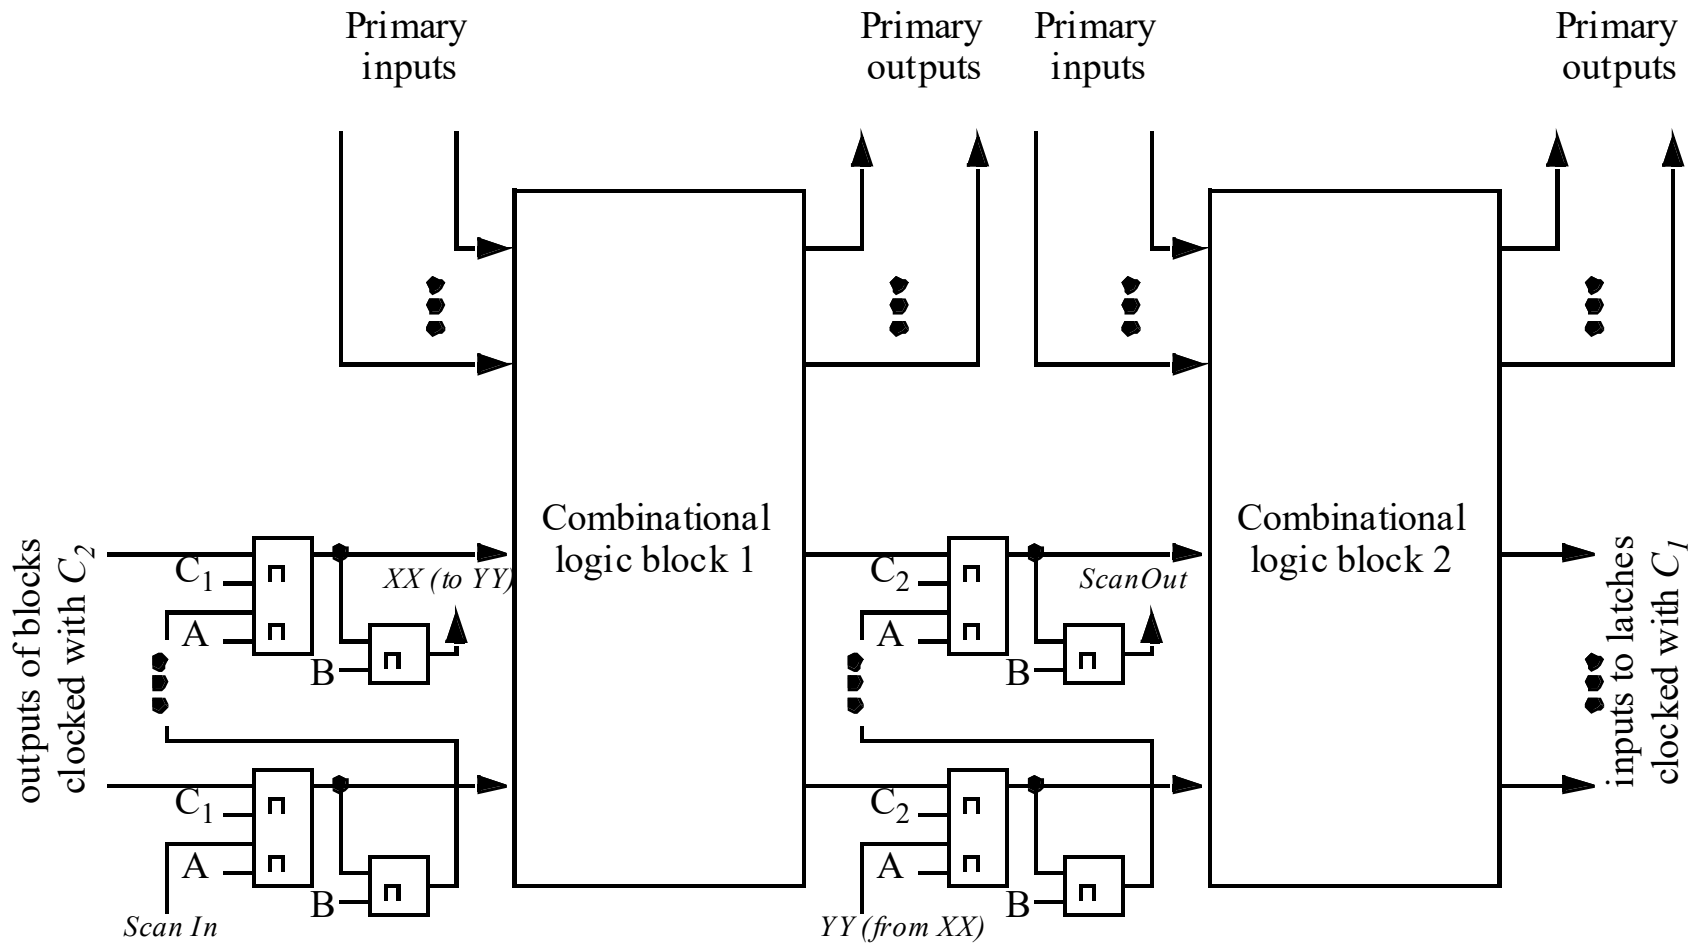 Primary
inputs
Primary
outputs
Primary
inputs
Primary
outputs
outputs of blocks
clocked with C2
C1
A
B
XX (to YY)
C1
A
B
Scan In
Combinational
logic block 1
C2
A
B
ScanOut
C2
A
B
YY (from XX)
Combinational
logic block 2
inputs to latches
clocked with C1